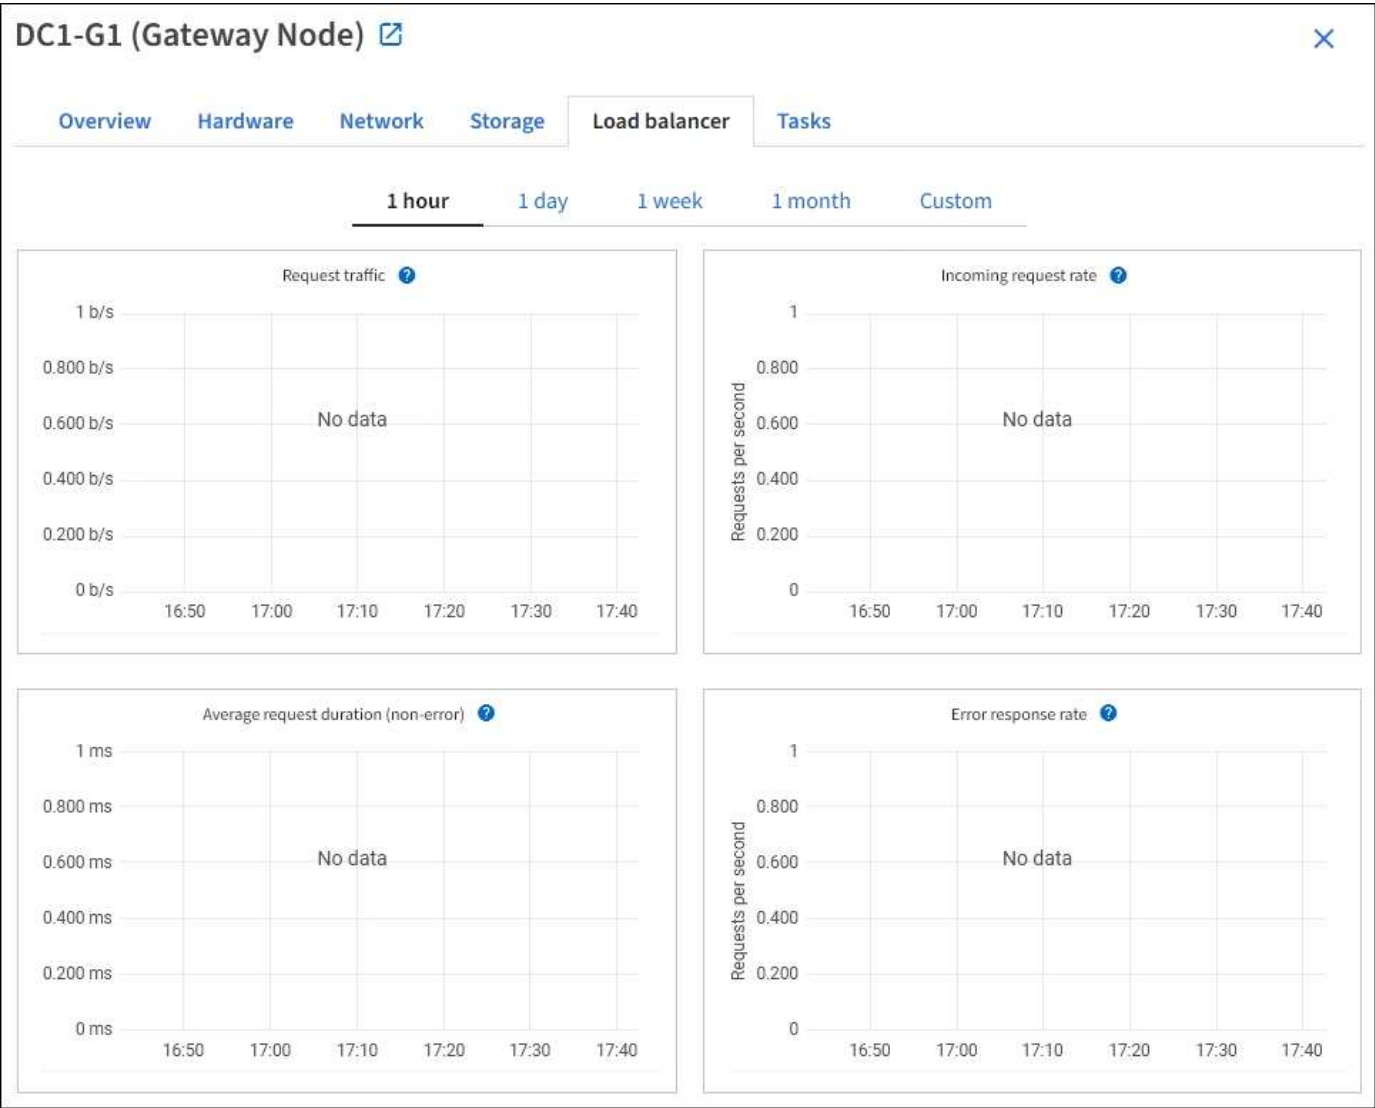 DC1-G1 (Gateway Node)
Overview Hardware Network Storage Load balancer Tasks
1 hour 1 day 1 week 1 month Custom
Request traffic
1 b/s
0.800 b/s
0.600 b/s
0.400 b/s
0.200 b/s
0 b/s
No data
16:50 17:00 17:10 17:20 17:30 17:40
Incoming request rate
Requests per second
1
0.800
0.600
0.400
0.200
0
No data
16:50 17:00 17:10 17:20 17:30 17:40
Average request duration (non-error)
1 ms
0.800 ms
0.600 ms
0.400 ms
0.200 ms
0 ms
No data
16:50 17:00 17:10 17:20 17:30 17:40
Error response rate
Requests per second
1
0.800
0.600
0.400
0.200
0
No data
16:50 17:00 17:10 17:20 17:30 17:40